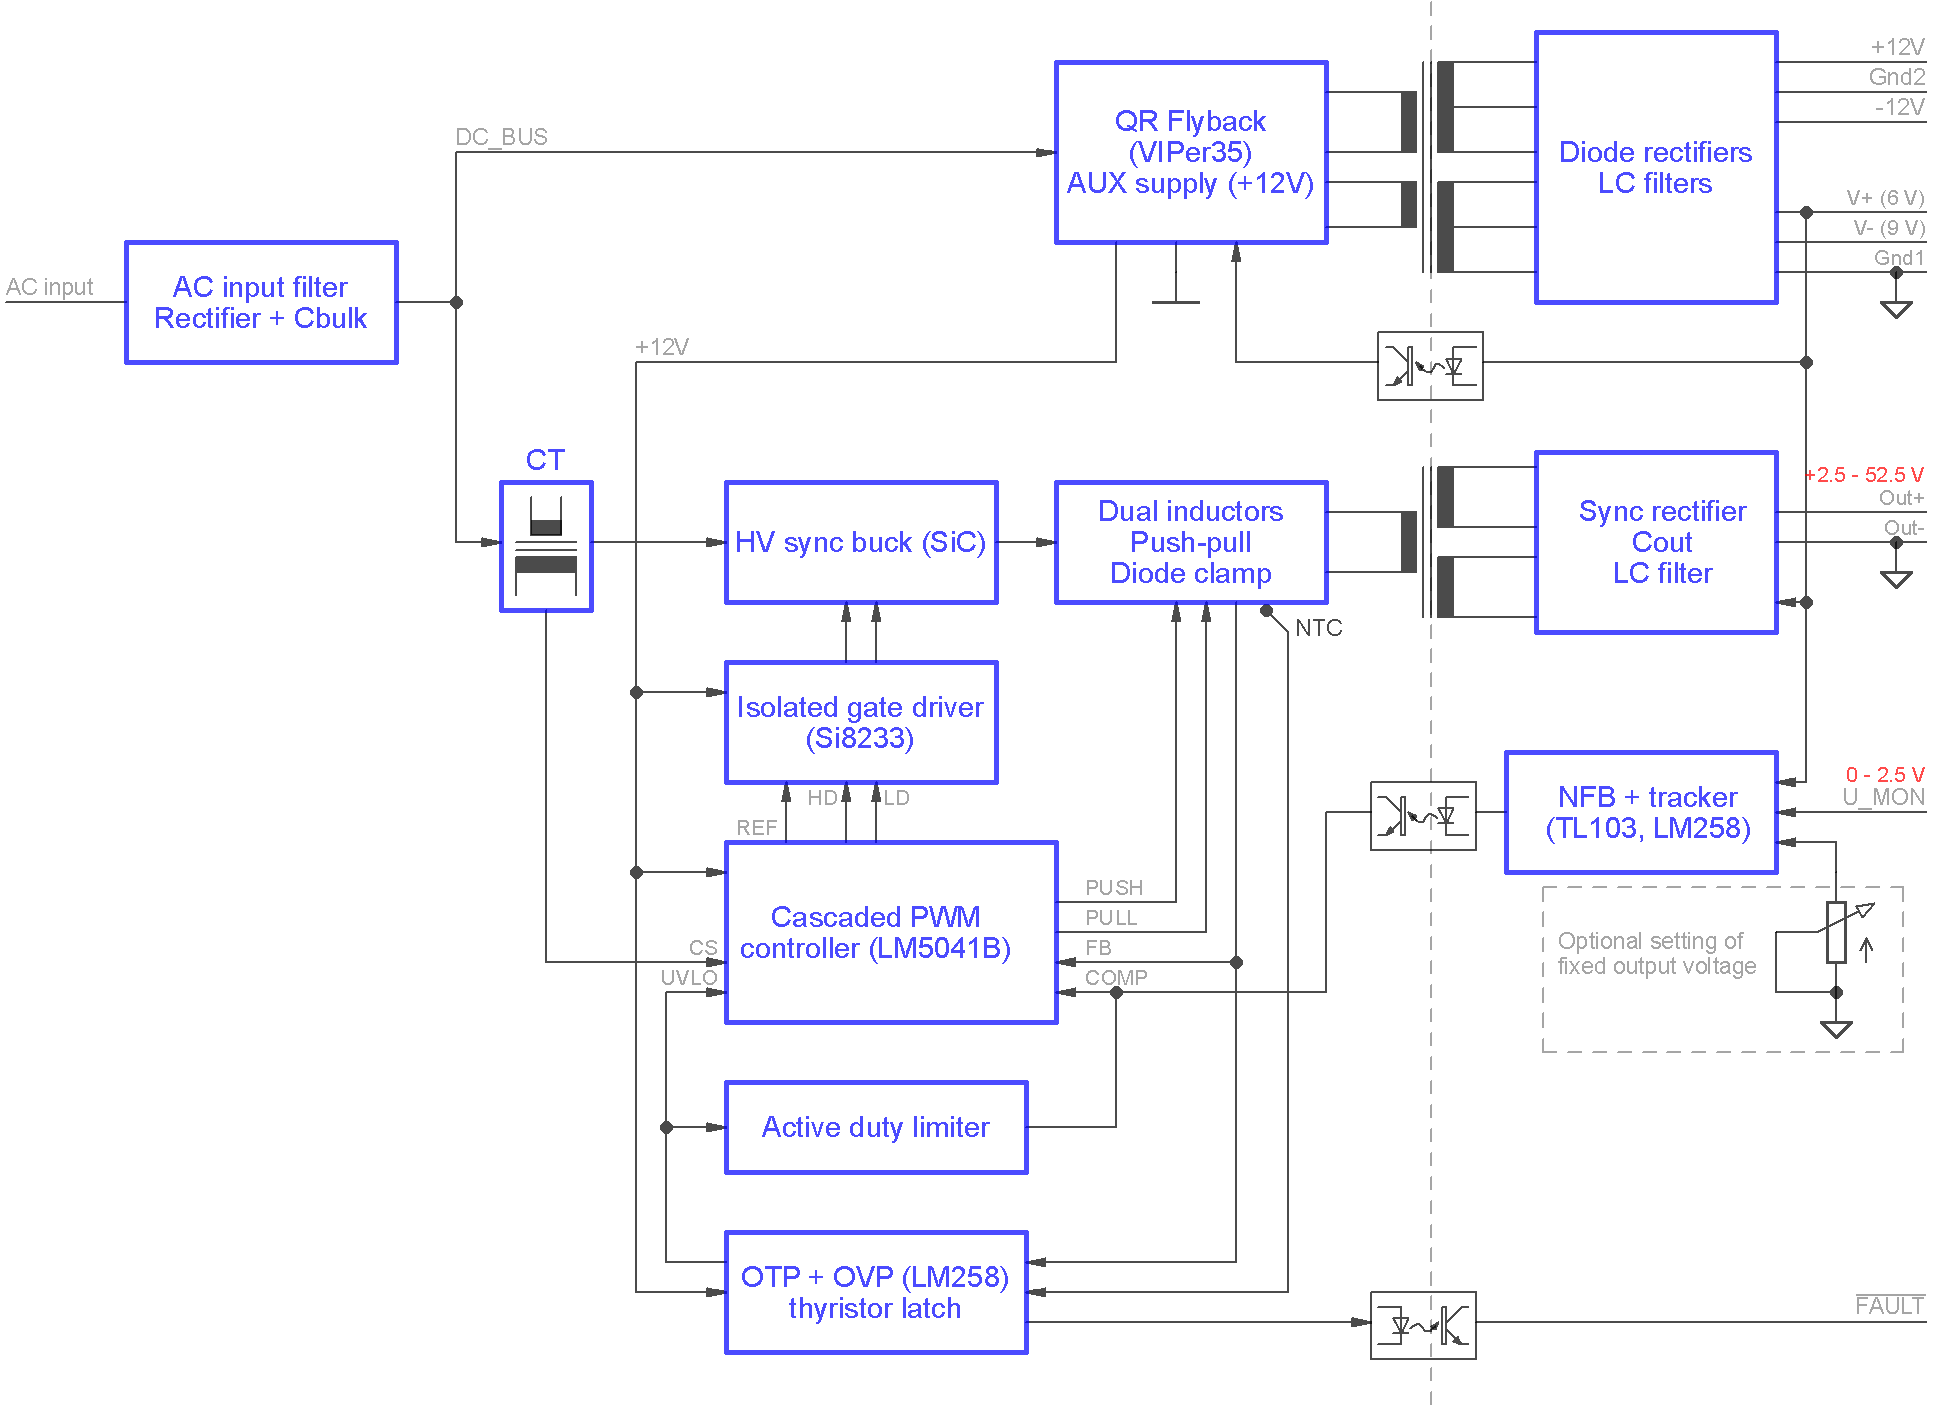 +12V
Gnd2
-12V
QR Flyback
(VIPer35)
AUX supply (+12V)
DC_BUS
Diode rectifiers
LC filters
V+ (6 V)
V- (9 V)
Gnd1
AC input
AC input filter
Rectifier + Cbulk
+12V
CT
HV sync buck (SiC)
Dual inductors
Push-pull
Diode clamp
NTC
Sync rectifier
Cout
LC filter
+2.5 - 52.5 V
Out+
Out-
Isolated gate driver
(Si8233)
HD
LD
REF
NFB + tracker
(TL103, LM258)
0 - 2.5 V
U_MON
Cascaded PWM
controller (LM5041B)
CS
UVLO
PUSH
PULL
FB
COMP
Optional setting of
fixed output voltage
Active duty limiter
OTP + OVP (LM258)
thyristor latch
FAULT